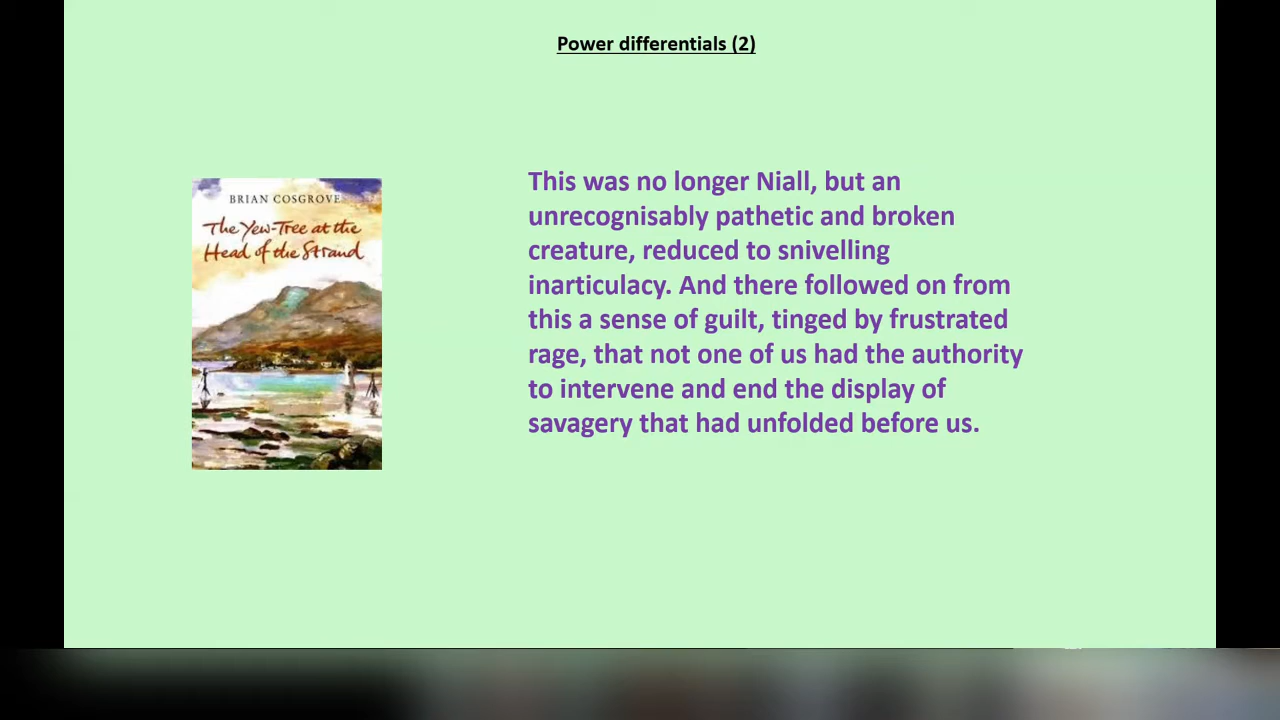 Power differentials (2)
BRIAN COSGROVE
The Yew-Tree at the
Head of the Strand
This was no longer Niall, but an
unrecognisably pathetic and broken
creature, reduced to snivelling
inarticulacy. And there followed on from
this a sense of guilt, tinged by frustrated
rage, that not one of us had the authority
to intervene and end the display of
savagery that had unfolded before us.